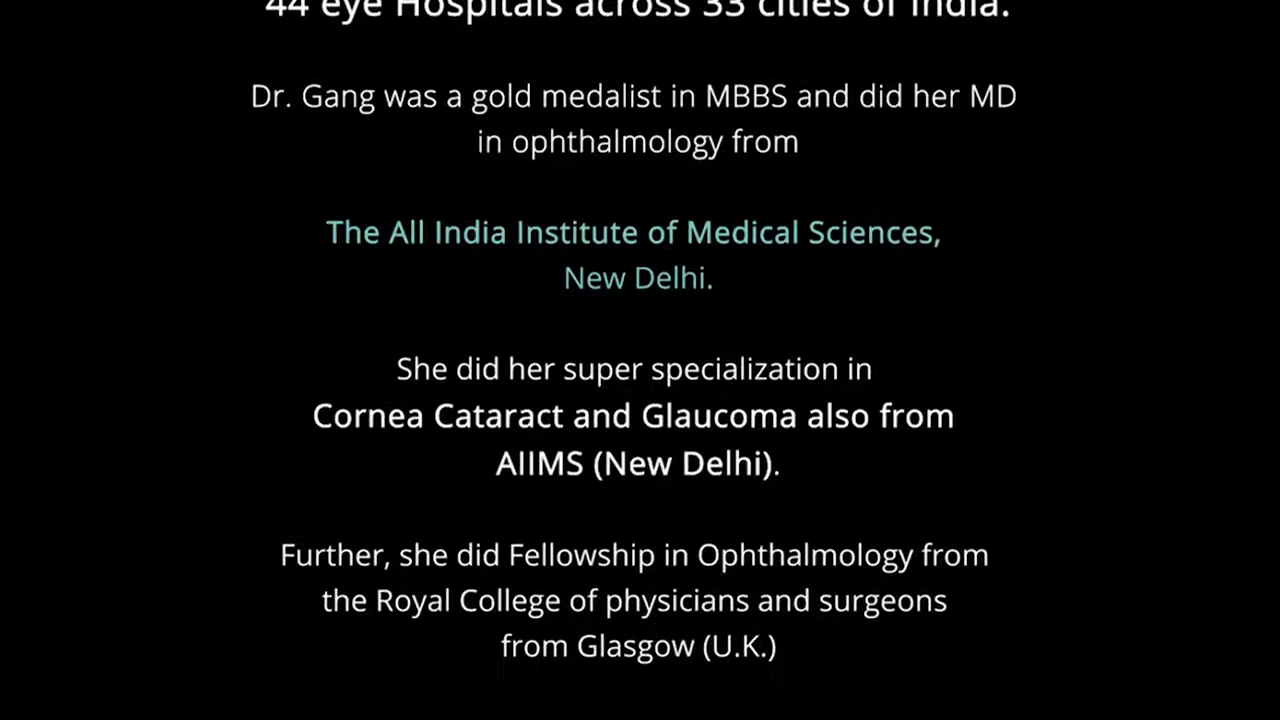 44 eye Hospitals across 33 cities of India.
Dr. Gang was a gold medalist in MBBS and did her MD
in ophthalmology from
The All India Institute of Medical Sciences,
New Delhi.
She did her super specialization in
Cornea Cataract and Glaucoma also from
AIIMS (New Delhi).
Further, she did Fellowship in Ophthalmology from
the Royal College of physicians and surgeons
from Glasgow (U.K.)